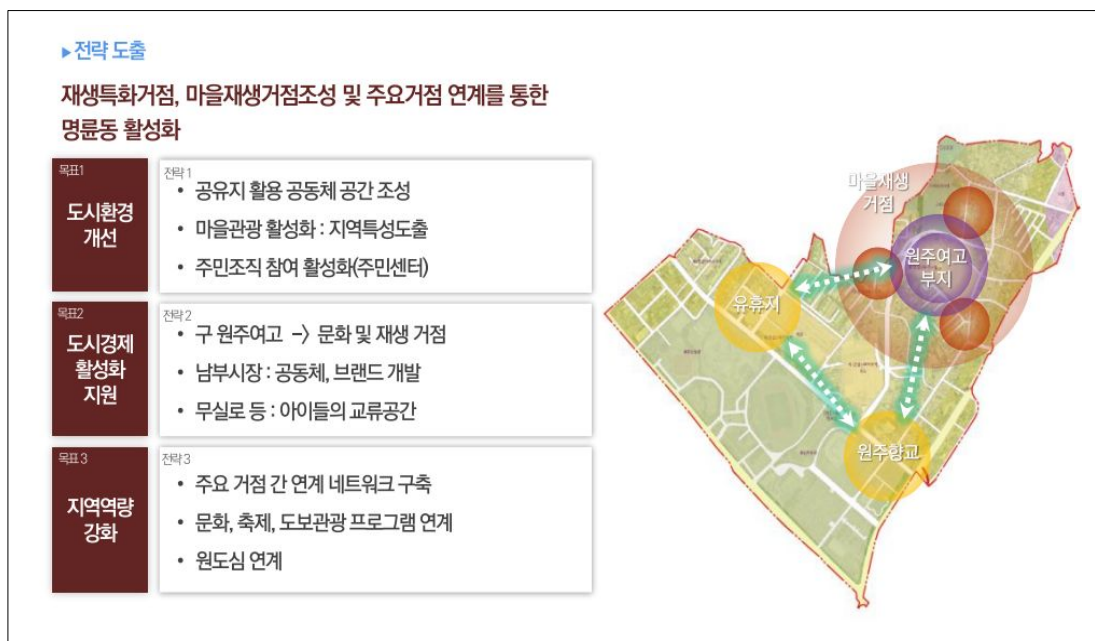 ▶전략 도출
재생특화거점, 마을재생거점조성 및 주요거점 연계를 통한
명륜동 활성화
목표1
도시환경
개선
전략 1
• 공유지 활용 공동체 공간 조성
• 마을관광 활성화 : 지역특성도출
• 주민조직 참여 활성화(주민센터)
목표2
도시경제
활성화
지원
전략 2
• 구 원주여고 -> 문화 및 재생 거점
• 남부시장 : 공동체, 브랜드 개발
• 무실로 등 : 아이들의 교류공간
목표 3
지역역량
강화
전략3
• 주요 거점 간 연계 네트워크 구축
• 문화, 축제, 도보관광 프로그램 연계
• 원도심 연계
마을재생
거점
원주여고
부지
유휴지
원주향교